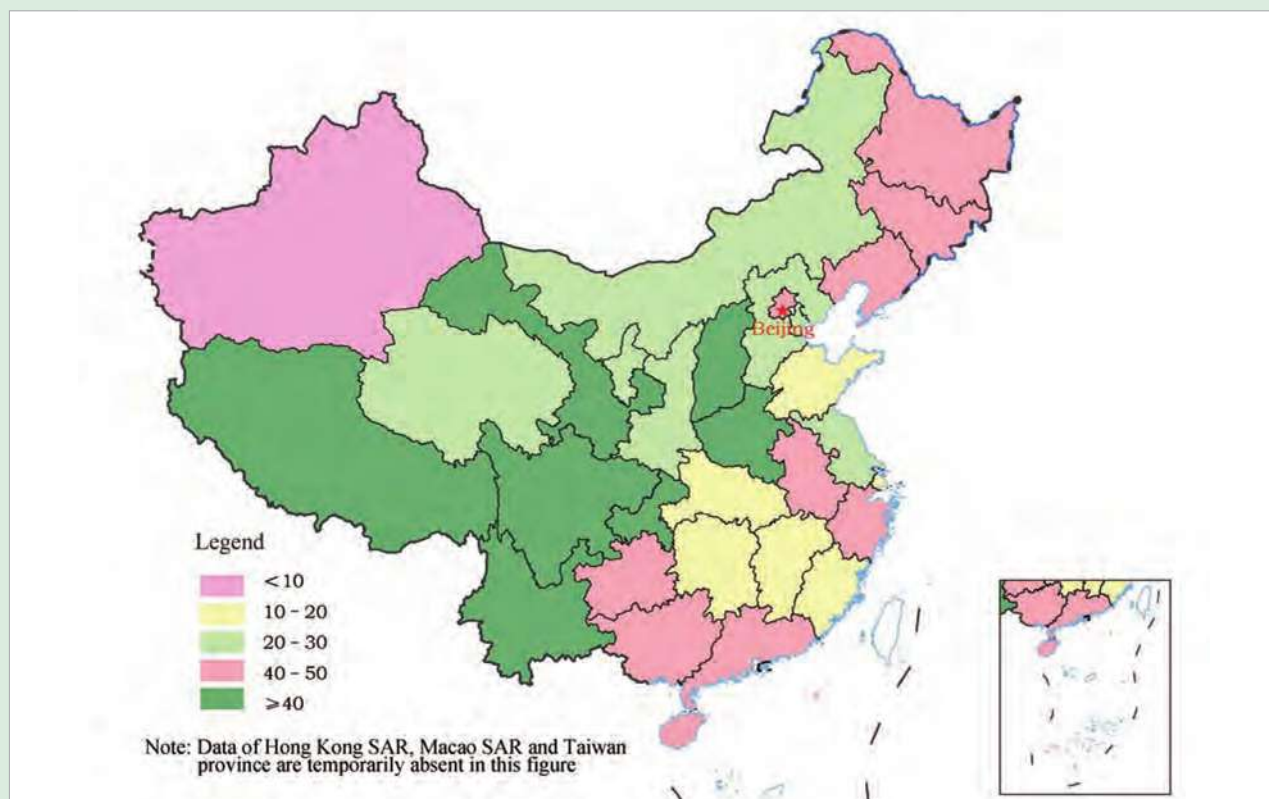 Beijing
Legend
<10
10 - 20
20 - 30
40 - 50
≥40
Note: Data of Hong Kong SAR, Macao SAR and Taiwan
province are temporarily absent in this figure